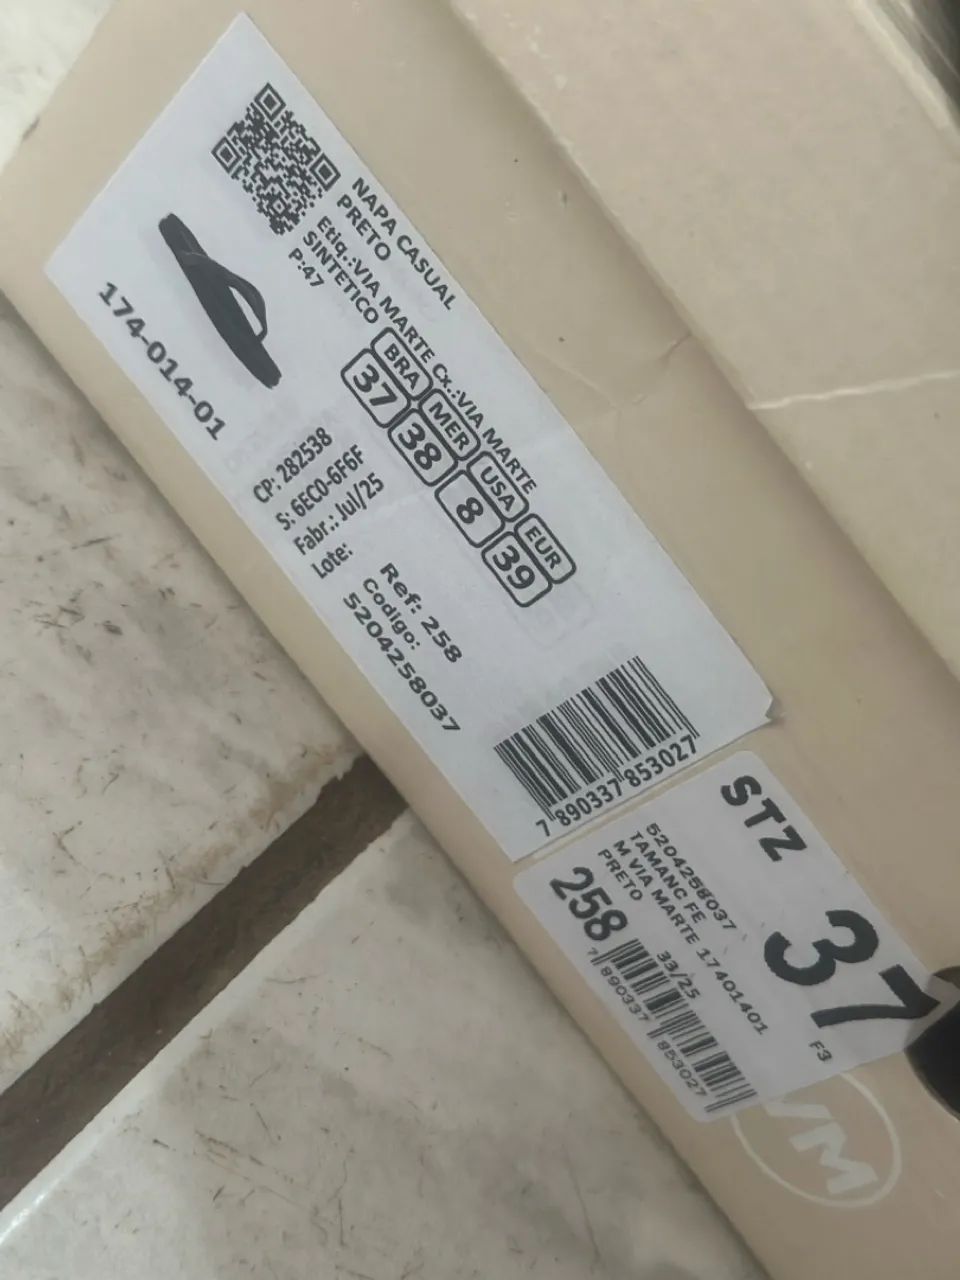 NAPA CASUAL
PRETO
Etiq.:VIA MARTE Cx.:VIA MARTE
SINTETICO
P:47
174-014-01
BRA MER USA EUR
37 38 8 39
CP: 282538
S: 6EC0-6F6F
Fabr.: Jul/25
Lote:
Ref: 258
Codigo:
5204258037
7 890337 853027
STZ
5204258037
TAMANC FE
M VIA MARTE 17401401
PRETO
258
33/25
37
F3
7 890337 853027
VM